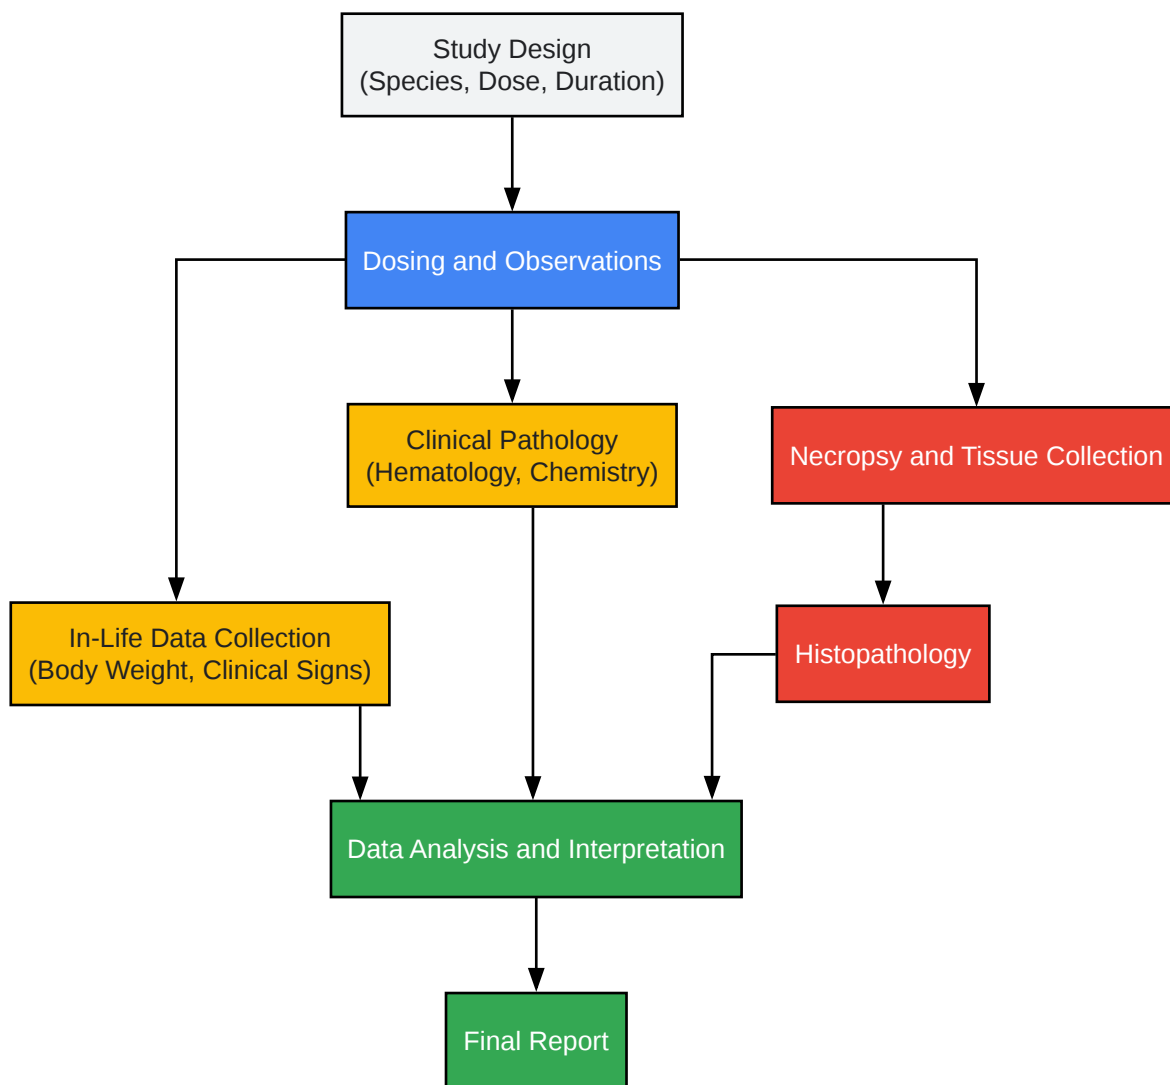 Study Design
(Species, Dose, Duration)
Dosing and Observations
Clinical Pathology
(Hematology, Chemistry)
Necropsy and Tissue Collection
In-Life Data Collection
(Body Weight, Clinical Signs)
Histopathology
Data Analysis and Interpretation
Final Report